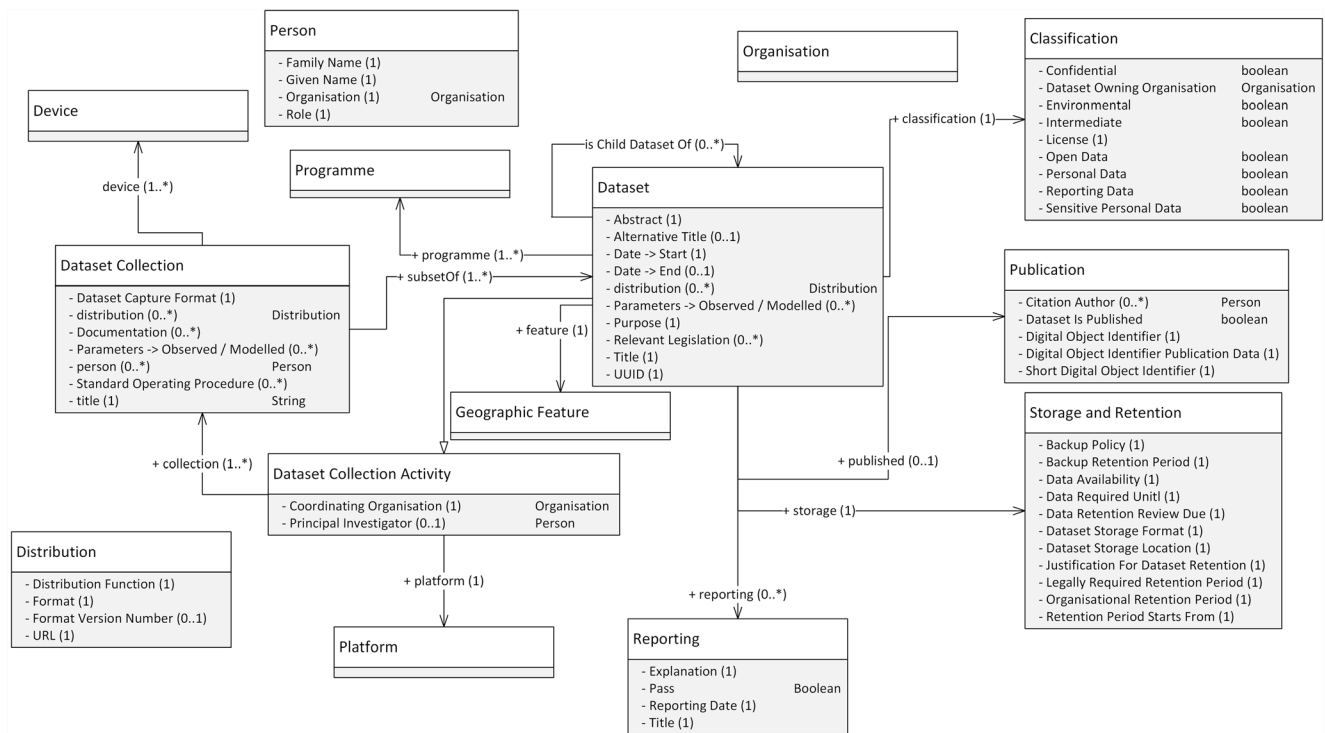 Person
- Family Name (1)
- Given Name (1)
- Organisation (1) Organisation
- Role (1)
Organisation
Classification
- Confidential boolean
- Dataset Owning Organisation Organisation
- Environmental boolean
- Intermediate boolean
- License (1)
- Open Data boolean
- Personal Data boolean
- Reporting Data boolean
- Sensitive Personal Data boolean
Device
device (1..*)
Programme
+ programme (1..*)
is Child Dataset Of (0..*)
+ classification (1)
Dataset
- Abstract (1)
- Alternative Title (0..1)
- Date -> Start (1)
- Date -> End (0..1)
- distribution (0..*) Distribution
- Parameters -> Observed / Modelled (0..*)
- Purpose (1)
- Relevant Legislation (0..*)
- Title (1)
- UUID (1)
Dataset Collection
- Dataset Capture Format (1)
- distribution (0..*) Distribution
- Documentation (0..*)
- Parameters -> Observed / Modelled (0..*)
- person (0..*) Person
- Standard Operating Procedure (0..*)
- title (1) String
+ subsetOf (1..*)
+ feature (1)
Publication
- Citation Author (0..*) Person
- Dataset Is Published boolean
- Digital Object Identifier (1)
- Digital Object Identifier Publication Data (1)
- Short Digital Object Identifier (1)
Geographic Feature
Storage and Retention
- Backup Policy (1)
- Backup Retention Period (1)
- Data Availability (1)
- Data Required Unitl (1)
- Data Retention Review Due (1)
- Dataset Storage Format (1)
- Dataset Storage Location (1)
- Justification For Dataset Retention (1)
- Legally Required Retention Period (1)
- Organisational Retention Period (1)
- Retention Period Starts From (1)
+ collection (1..*)
Dataset Collection Activity
- Coordinating Organisation (1) Organisation
- Principal Investigator (0..1) Person
+ published (0..1)
+ storage (1)
Distribution
- Distribution Function (1)
- Format (1)
- Format Version Number (0..1)
- URL (1)
+ platform (1)
Platform
+ reporting (0..*)
Reporting
- Explanation (1)
- Pass Boolean
- Reporting Date (1)
- Title (1)